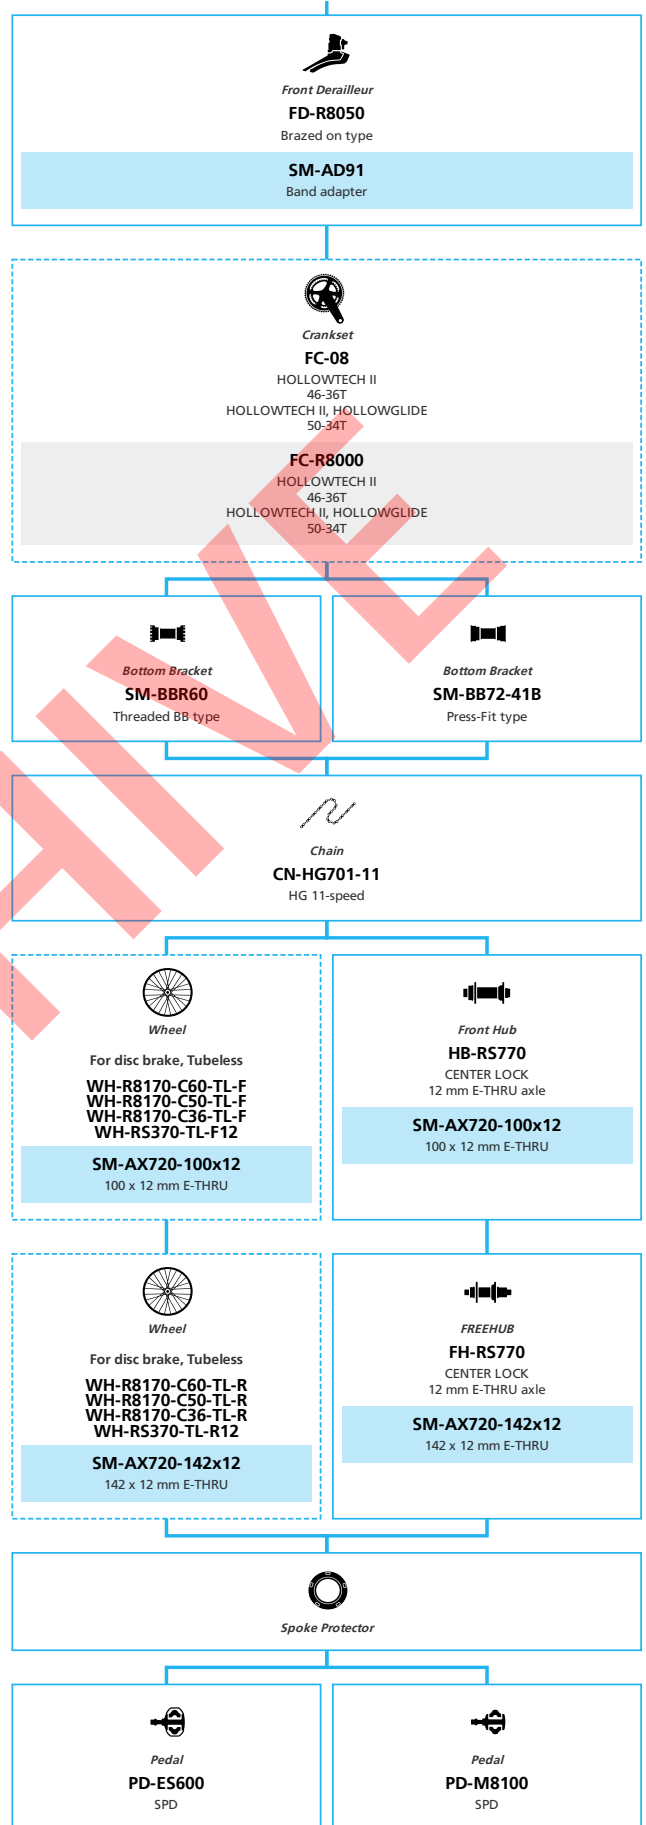 Front Derailleur
FD-R8050
Brazed on type
SM-AD91
Band adapter
Crankset
FC-08
HOLLOWTECH II
46-36T
HOLLOWTECH II, HOLLOWGLIDE
50-34T
FC-R8000
HOLLOWTECH II
46-36T
HOLLOWTECH II, HOLLOWGLIDE
50-34T
Bottom Bracket
SM-BBR60
Threaded BB type
Bottom Bracket
SM-BB72-41B
Press-Fit type
Chain
CN-HG701-11
HG 11-speed
Wheel
For disc brake, Tubeless
WH-R8170-C60-TL-F
WH-R8170-C50-TL-F
WH-R8170-C36-TL-F
WH-RS370-TL-F12
SM-AX720-100x12
100 x 12 mm E-THRU
Front Hub
HB-RS770
CENTER LOCK
12 mm E-THRU axle
SM-AX720-100x12
100 x 12 mm E-THRU
Wheel
For disc brake, Tubeless
WH-R8170-C60-TL-R
WH-R8170-C50-TL-R
WH-R8170-C36-TL-R
WH-RS370-TL-R12
SM-AX720-142x12
142 x 12 mm E-THRU
FREEHUB
FH-RS770
CENTER LOCK
12 mm E-THRU axle
SM-AX720-142x12
142 x 12 mm E-THRU
Spoke Protector
Pedal
PD-ES600
SPD
Pedal
PD-M8100
SPD
HIVE